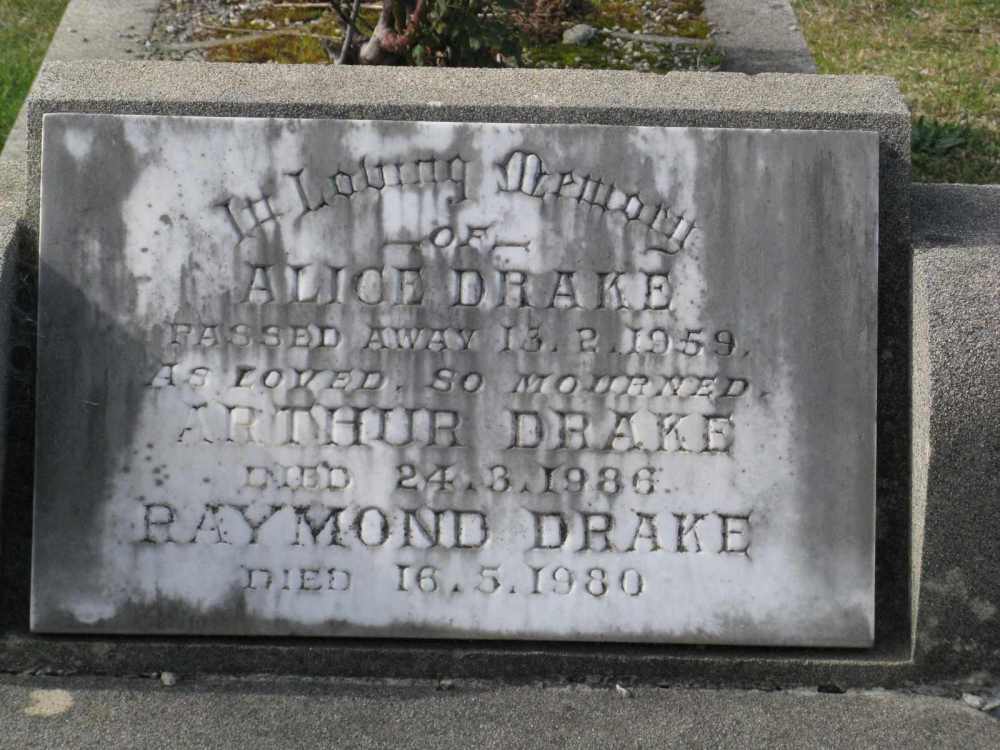 In Loving Memory
OF
ALICE DRAKE
PASSED AWAY 13.2.1959.
AS LOVED, SO MOURNED.
ARTHUR DRAKE
DIED 24.3.1986.
RAYMOND DRAKE
DIED 16.5.1980